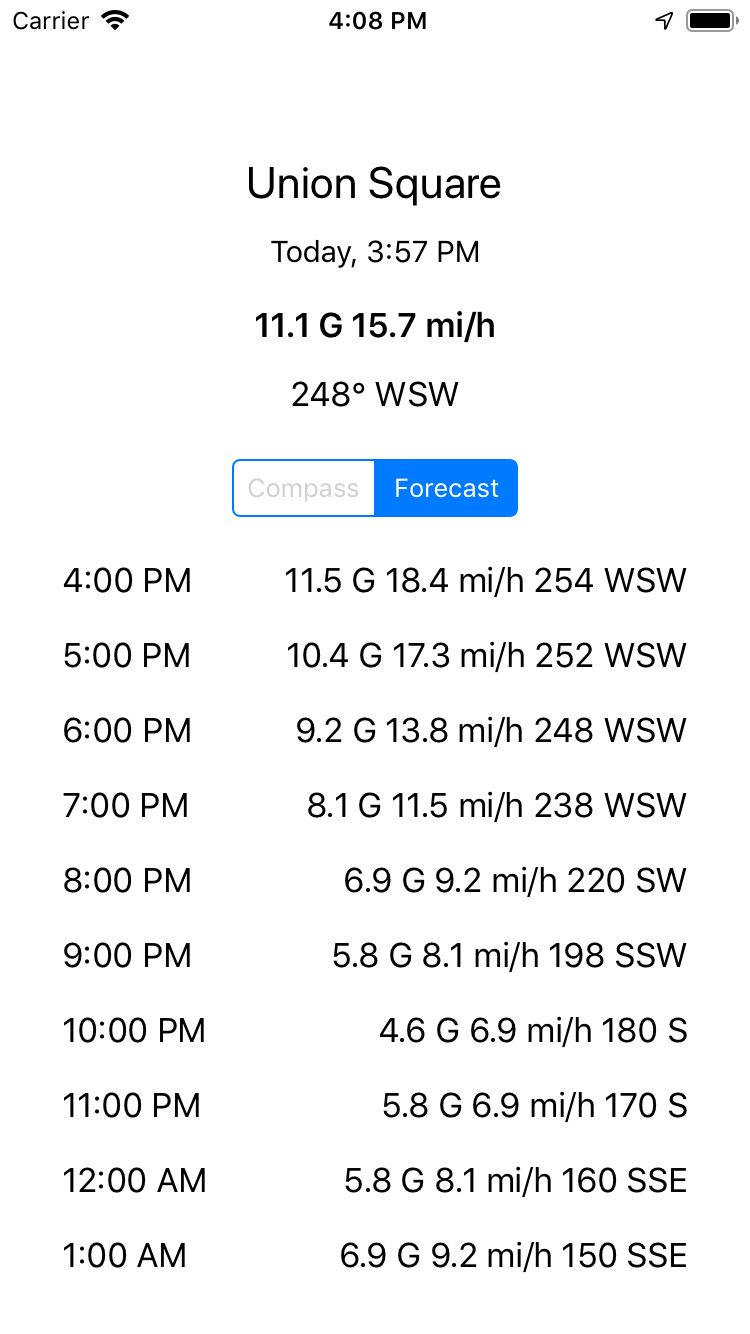 Carrier 4:08 PM
Union Square
Today, 3:57 PM
11.1 G 15.7 mi/h
248° WSW
Compass Forecast
4:00 PM 11.5 G 18.4 mi/h 254 WSW
5:00 PM 10.4 G 17.3 mi/h 252 WSW
6:00 PM 9.2 G 13.8 mi/h 248 WSW
7:00 PM 8.1 G 11.5 mi/h 238 WSW
8:00 PM 6.9 G 9.2 mi/h 220 SW
9:00 PM 5.8 G 8.1 mi/h 198 SSW
10:00 PM 4.6 G 6.9 mi/h 180 S
11:00 PM 5.8 G 6.9 mi/h 170 S
12:00 AM 5.8 G 8.1 mi/h 160 SSE
1:00 AM 6.9 G 9.2 mi/h 150 SSE